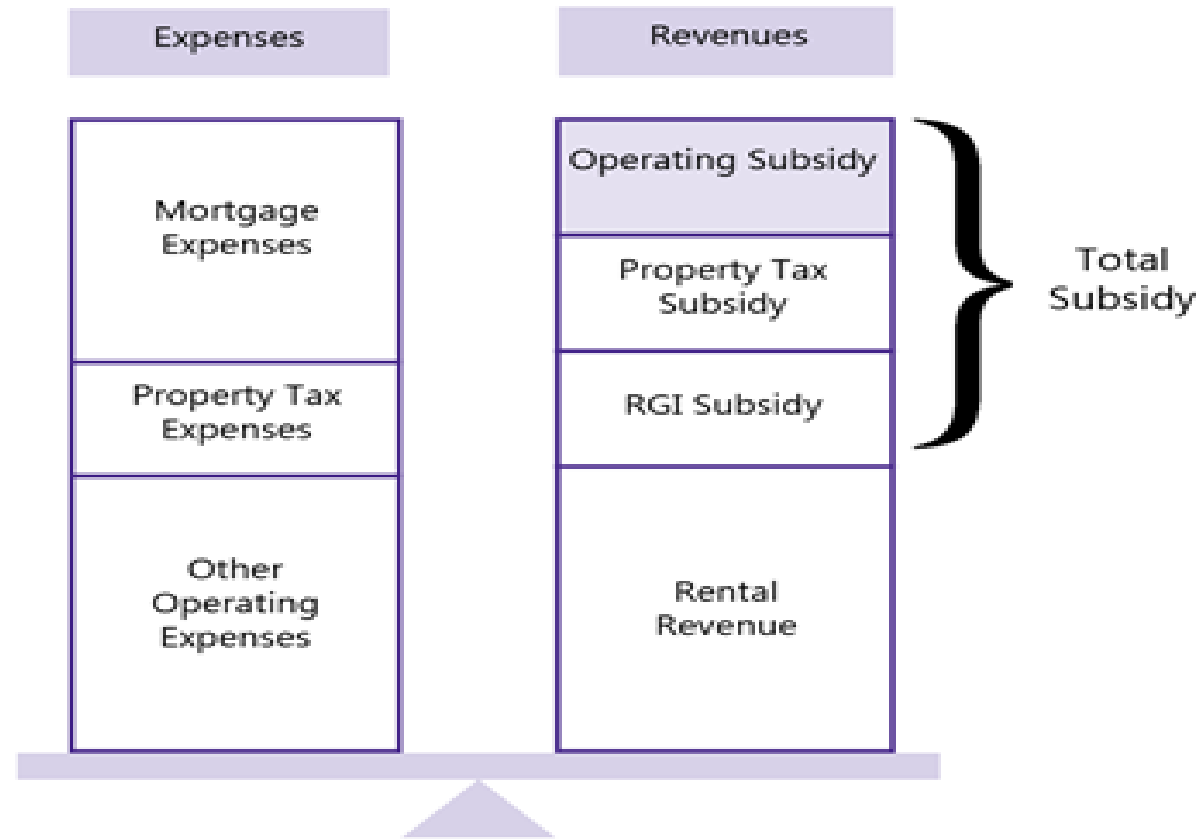 Expenses
Revenues
Mortgage
Expenses
Property Tax
Expenses
Other
Operating
Expenses
Operating Subsidy
Property Tax
Subsidy
RGI Subsidy
Rental
Revenue
Total
Subsidy